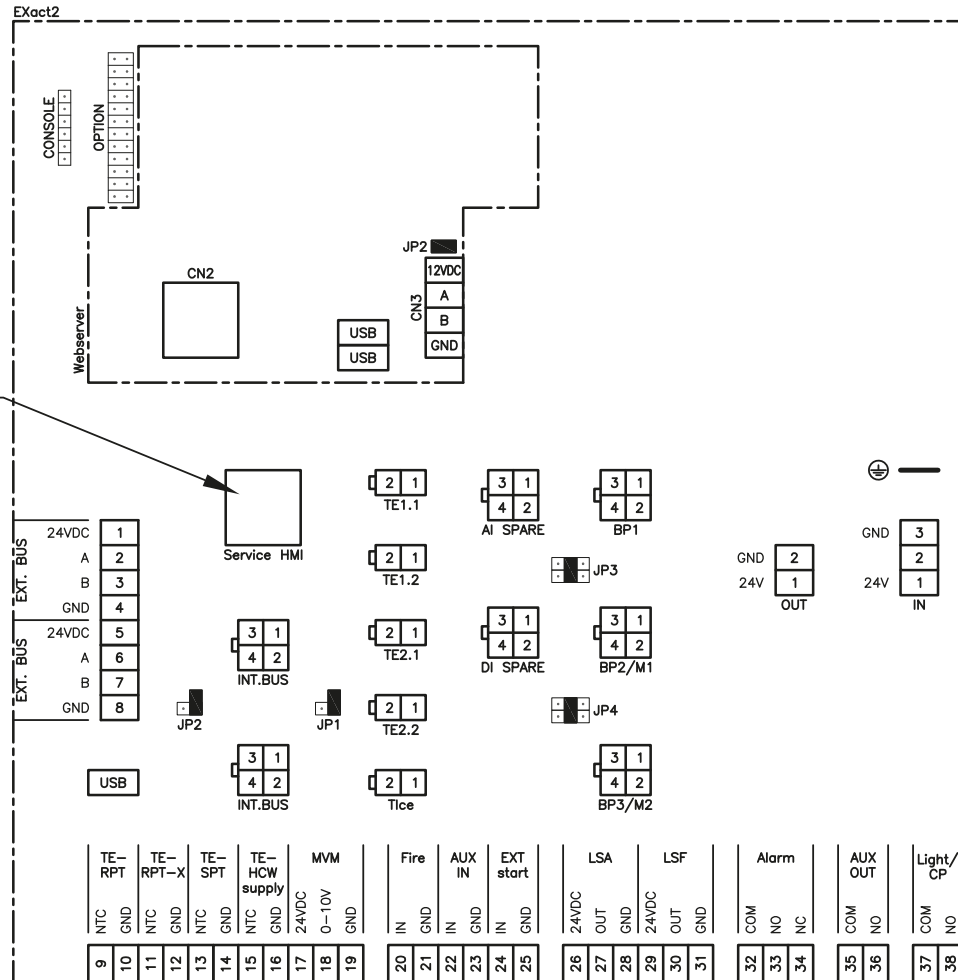 EXact2
CONSOLE
OPTION
JP2
12VDC
A
B
GND
CN3
CN2
USB
USB
Webserver
Service HMI
EXT. BUS
24VDC 1
A 2
B 3
GND 4
EXT. BUS
24VDC 5
A 6
B 7
GND 8
USB
3 1
4 2
INT.BUS
JP2
JP1
3 1
4 2
INT.BUS
2 1
TE1.1
2 1
TE1.2
2 1
TE2.1
2 1
TE2.2
2 1
TIce
3 1
4 2
AI SPARE
3 1
4 2
DI SPARE
3 1
4 2
BP1
JP3
3 1
4 2
BP2/M1
JP4
3 1
4 2
BP3/M2
GND 2
24V 1
OUT
GND 3
2
24V 1
IN
TE-RPT
TE-RPT-X
TE-SPT
TE-HCW supply
MVM
Fire
AUX IN
EXT start
LSA
LSF
Alarm
AUX OUT
Light/CP
NTC GND NTC GND NTC GND NTC GND 24VDC 0-10V GND IN GND IN GND IN GND 24VDC OUT GND 24VDC OUT GND COM NO NC COM NO COM NO
9 10 11 12 13 14 15 16 17 18 19 20 21 22 23 24 25 26 27 28 29 30 31 32 33 34 35 36 37 38